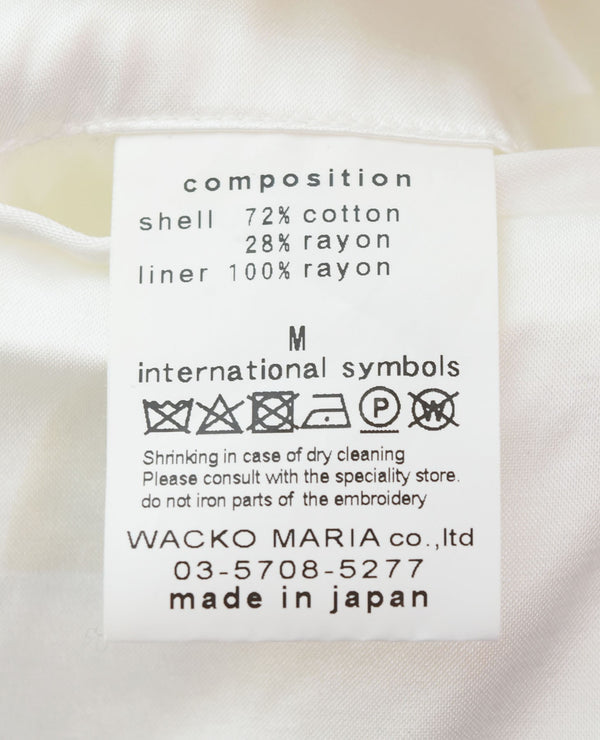 composition
shell 72% cotton
28% rayon
liner 100% rayon
M
international symbols
P W
Shrinking in case of dry cleaning
Please consult with the speciality store.
do not iron parts of the embroidery
WACKO MARIA co.,ltd
03-5708-5277
made in japan